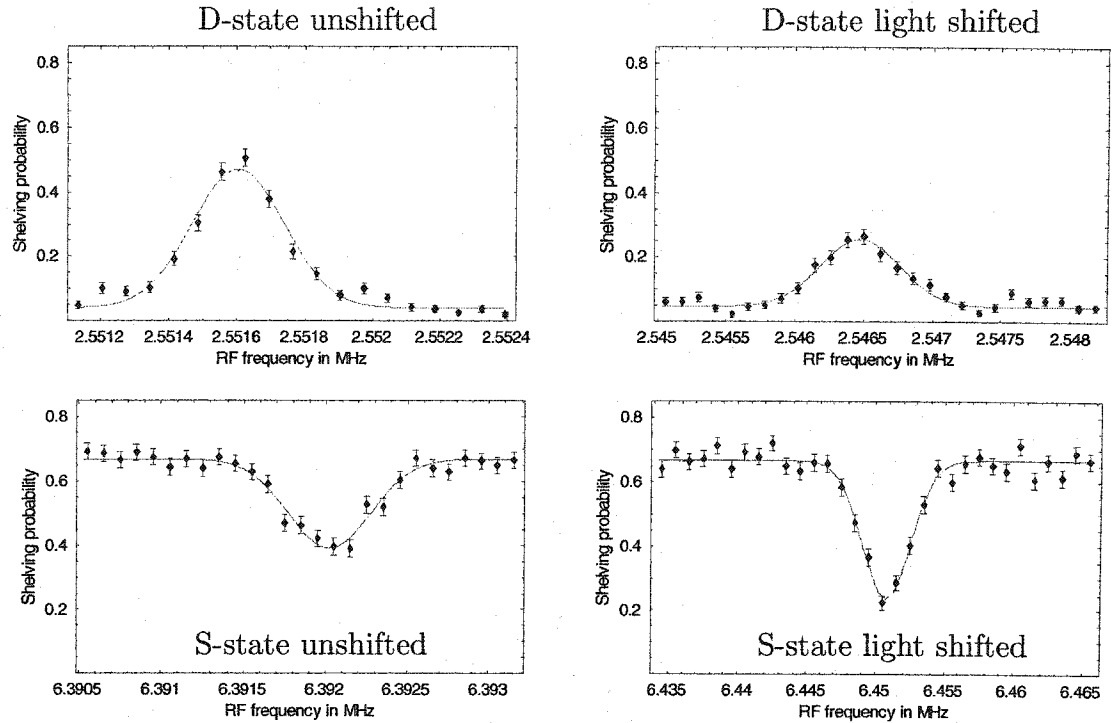 D-state unshifted
D-state light shifted
Shelving probability
0.8
0.6
0.4
0.2
2.5512 2.5514 2.5516 2.5518 2.552 2.5522 2.5524
RF frequency in MHz
Shelving probability
0.8
0.6
0.4
0.2
2.545 2.5455 2.546 2.5465 2.547 2.5475 2.548
RF frequency in MHz
Shelving probability
0.8
0.6
0.4
0.2
S-state unshifted
6.3905 6.391 6.3915 6.392 6.3925 6.393
RF frequency in MHz
Shelving probability
0.8
0.6
0.4
0.2
S-state light shifted
6.435 6.44 6.445 6.45 6.455 6.46 6.465
RF frequency in MHz